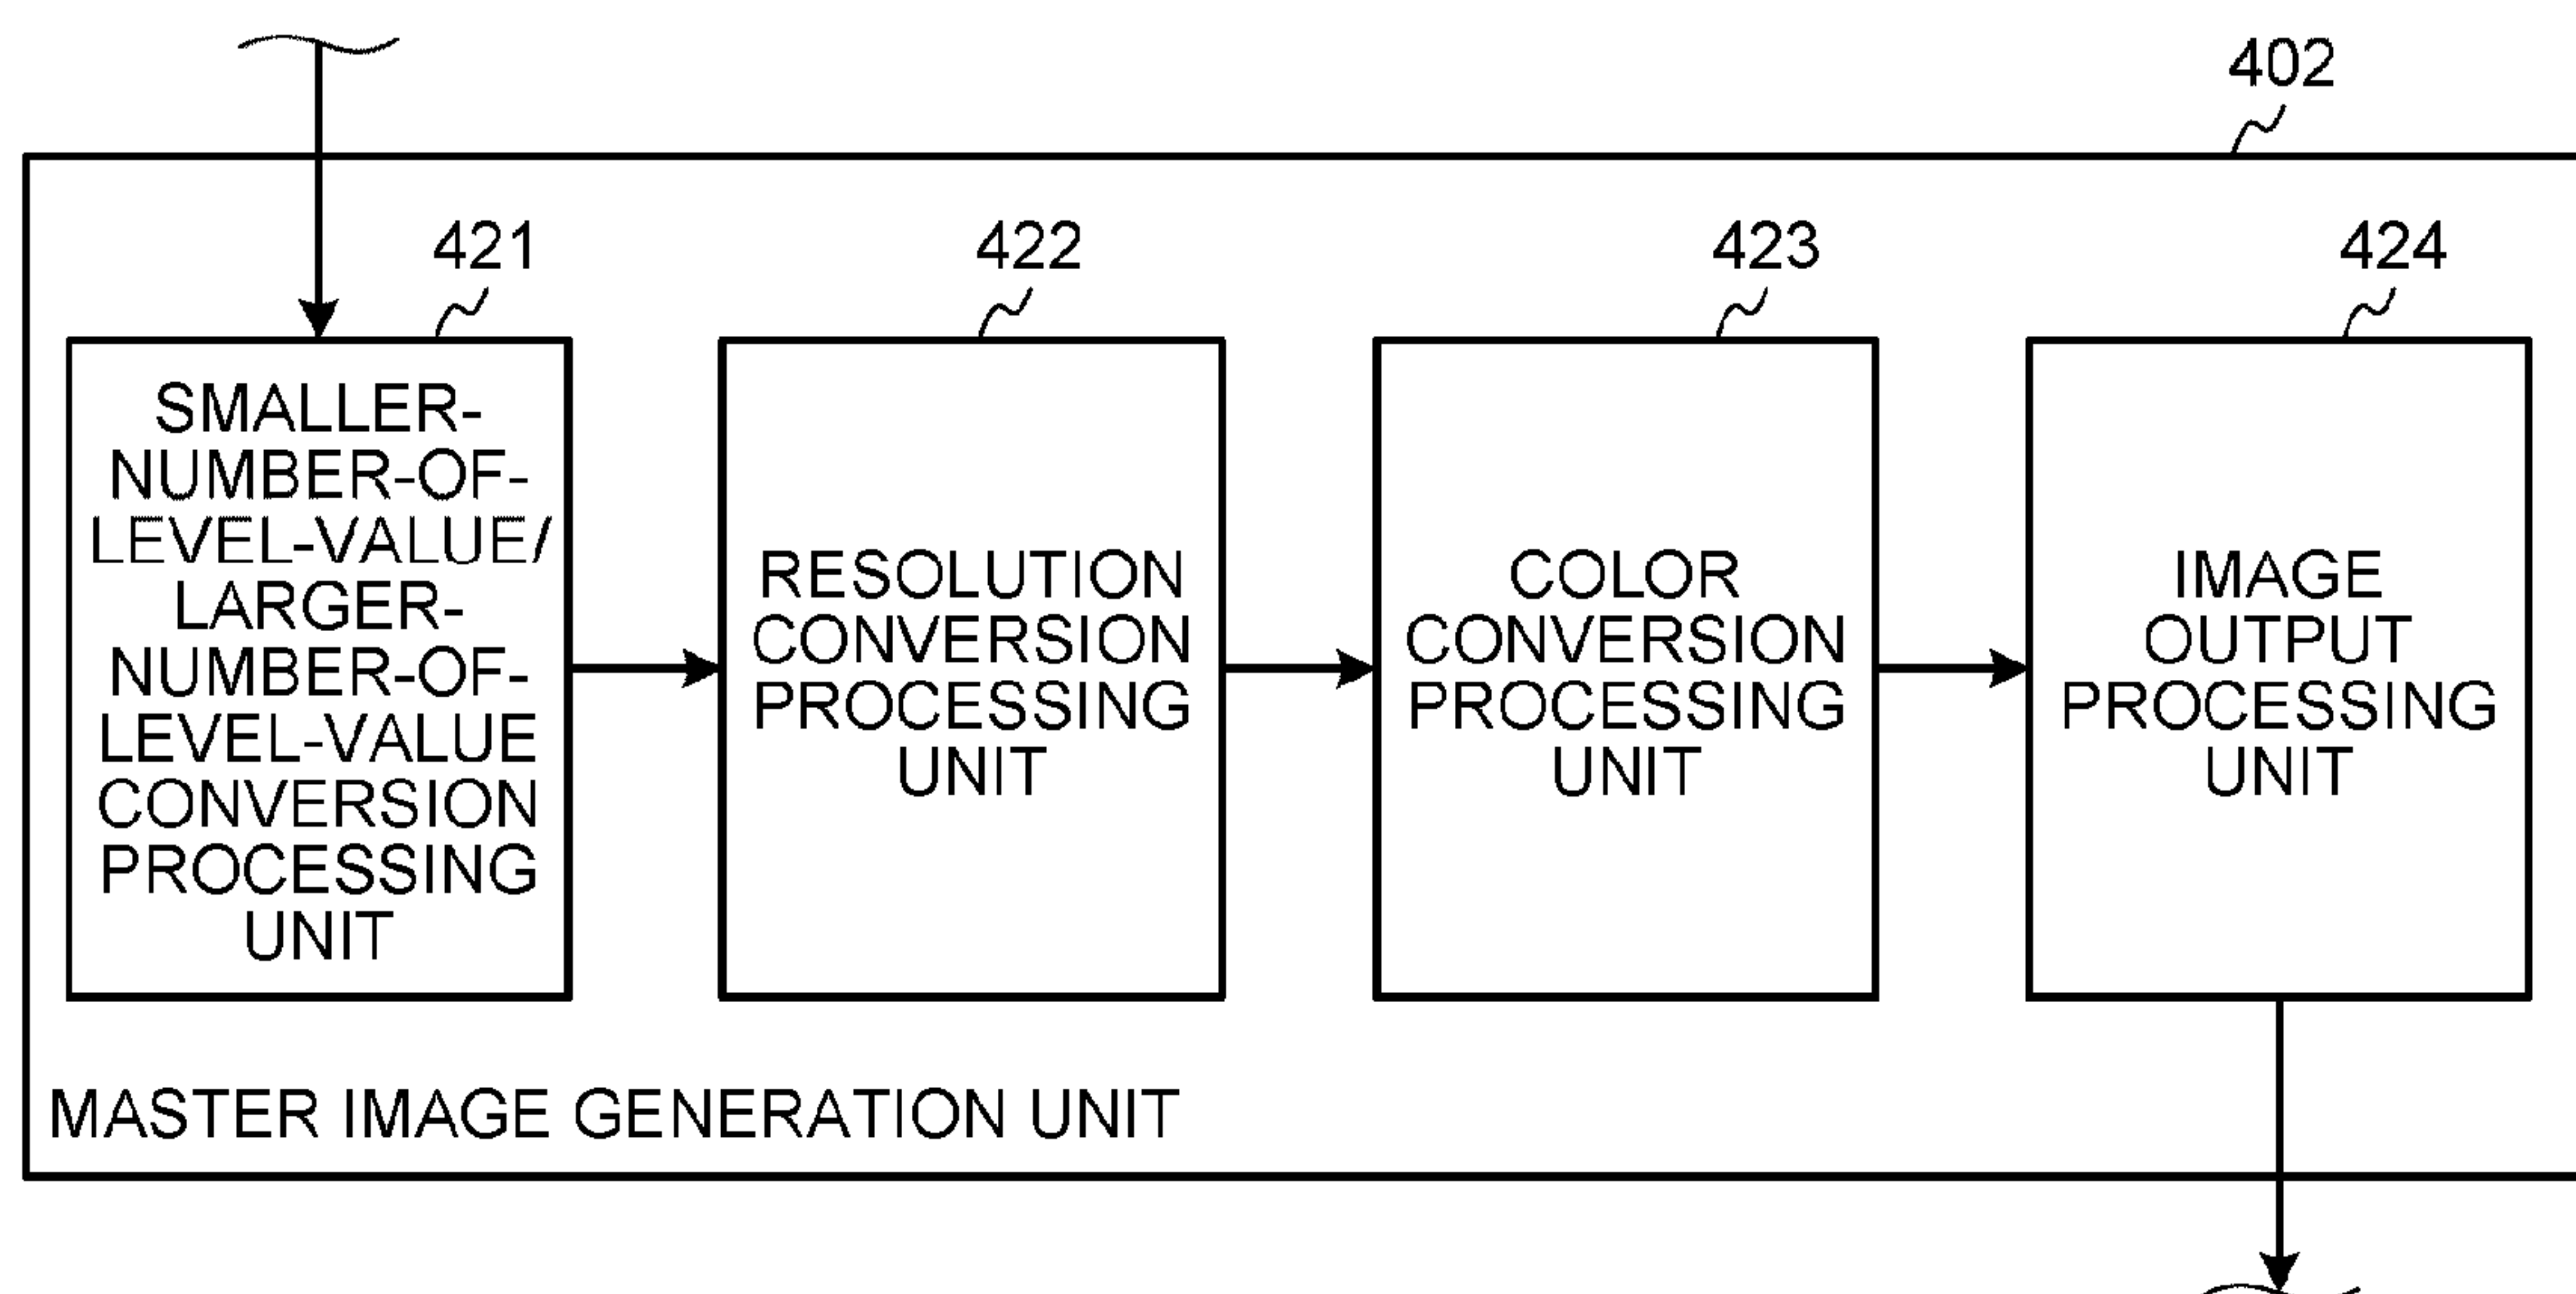 402
421
422
423
424
SMALLER-
NUMBER-OF-
LEVEL-VALUE/
LARGER-
NUMBER-OF-
LEVEL-VALUE
CONVERSION
PROCESSING
UNIT
RESOLUTION
CONVERSION
PROCESSING
UNIT
COLOR
CONVERSION
PROCESSING
UNIT
IMAGE
OUTPUT
PROCESSING
UNIT
MASTER IMAGE GENERATION UNIT